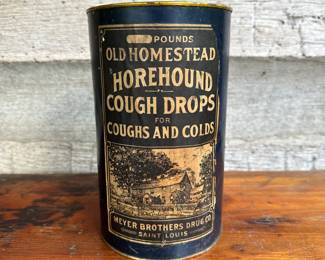 POUNDS
OLD HOMESTEAD
HOREHOUND
COUGH DROPS
FOR
COUGHS AND COLDS
MEYER BROTHERS DRUG CO
SAINT LOUIS